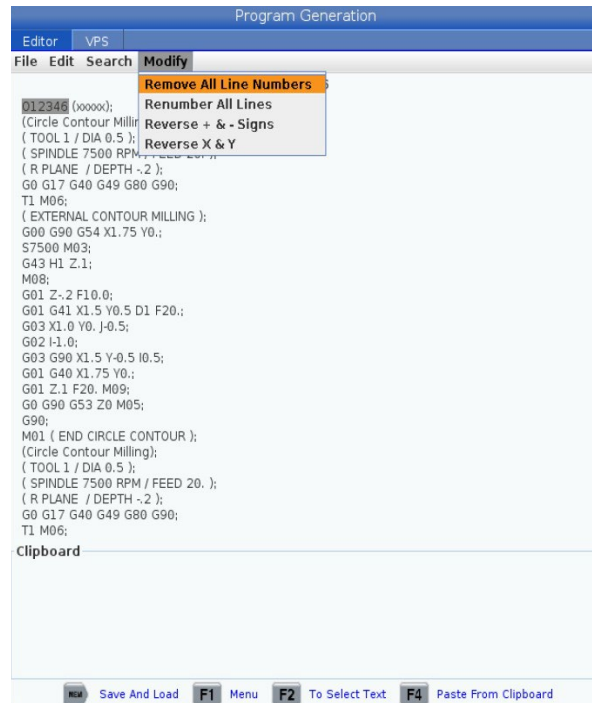 Program Generation
Editor VPS
File Edit Search Modify
Remove All Line Numbers
Renumber All Lines
Reverse + & - Signs
Reverse X & Y
O12346 (xxxxx);
(Circle Contour Millin
( TOOL 1 / DIA 0.5 );
( SPINDLE 7500 RPM
( R PLANE / DEPTH -.2 );
G0 G17 G40 G49 G80 G90;
T1 M06;
( EXTERNAL CONTOUR MILLING );
G00 G90 G54 X1.75 Y0.;
S7500 M03;
G43 H1 Z.1;
M08;
G01 Z-.2 F10.0;
G01 G41 X1.5 Y0.5 D1 F20.;
G03 X1.0 Y0. J-0.5;
G02 I-1.0;
G03 G90 X1.5 Y-0.5 I0.5;
G01 G40 X1.75 Y0.;
G01 Z.1 F20. M09;
G0 G90 G53 Z0 M05;
G90;
M01 ( END CIRCLE CONTOUR );
(Circle Contour Milling);
( TOOL 1 / DIA 0.5 );
( SPINDLE 7500 RPM / FEED 20. );
( R PLANE / DEPTH -.2 );
G0 G17 G40 G49 G80 G90;
T1 M06;
Clipboard
MEM Save And Load F1 Menu F2 To Select Text F4 Paste From Clipboard